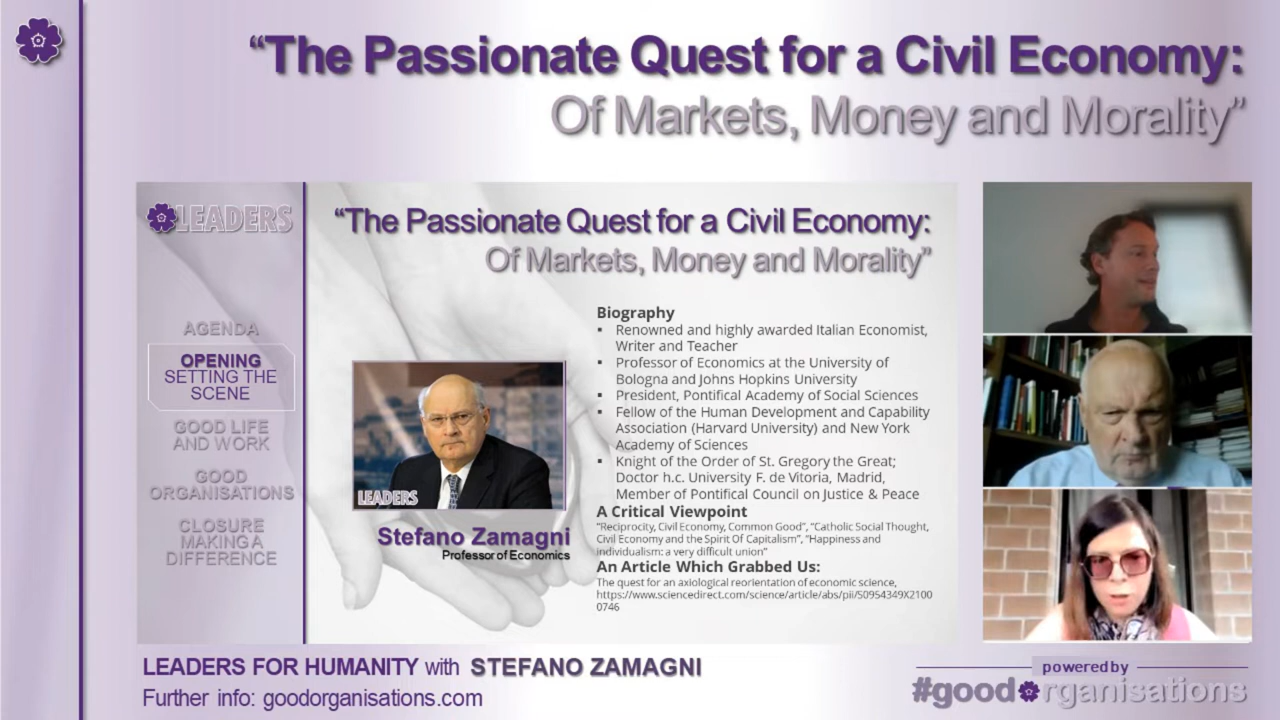 “The Passionate Quest for a Civil Economy:
Of Markets, Money and Morality”
LEADERS
“The Passionate Quest for a Civil Economy:
Of Markets, Money and Morality”
AGENDA
OPENING
SETTING THE
SCENE
GOOD LIFE
AND WORK
GOOD
ORGANISATIONS
CLOSURE
MAKING A
DIFFERENCE
LEADERS
Stefano Zamagni
Professor of Economics
Biography
▪ Renowned and highly awarded Italian Economist,
Writer and Teacher
▪ Professor of Economics at the University of
Bologna and Johns Hopkins University
▪ President, Pontifical Academy of Social Sciences
▪ Fellow of the Human Development and Capability
Association (Harvard University) and New York
Academy of Sciences
▪ Knight of the Order of St. Gregory the Great;
Doctor h.c. University F. de Vitoria, Madrid,
Member of Pontifical Council on Justice & Peace
A Critical Viewpoint
“Reciprocity, Civil Economy, Common Good”, “Catholic Social Thought,
Civil Economy and the Spirit Of Capitalism”, “Happiness and
individualism: a very difficult union”
An Article Which Grabbed Us:
The quest for an axiological reorientation of economic science,
https://www.sciencedirect.com/science/article/abs/pii/S0954349X2100
0746
LEADERS FOR HUMANITY with STEFANO ZAMAGNI
Further info: goodorganisations.com
powered by
#goodorganisations